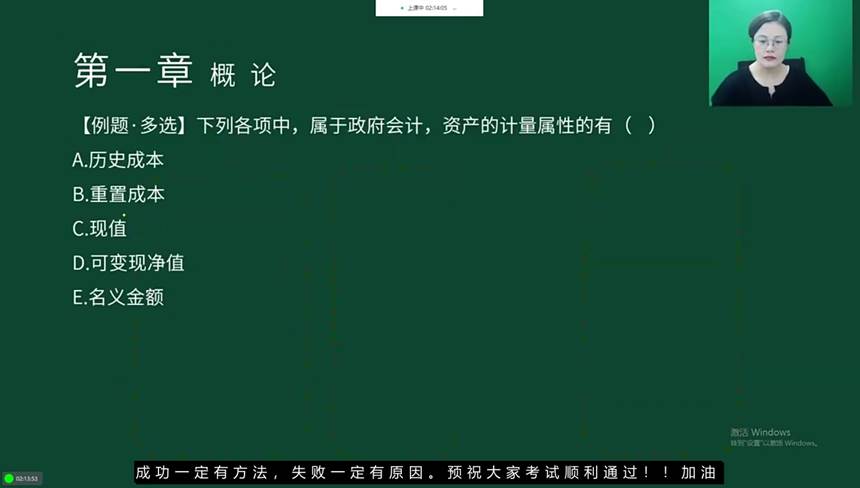 上课中 02:14:05
第一章 概 论
【例题·多选】下列各项中，属于政府会计，资产的计量属性的有（ ）
A.历史成本
B.重置成本
C.现值
D.可变现净值
E.名义金额
激活 Windows
转到"设置"以激活 Windows。
成功一定有方法，失败一定有原因。预祝大家考试顺利通过！！加油
02:13:53